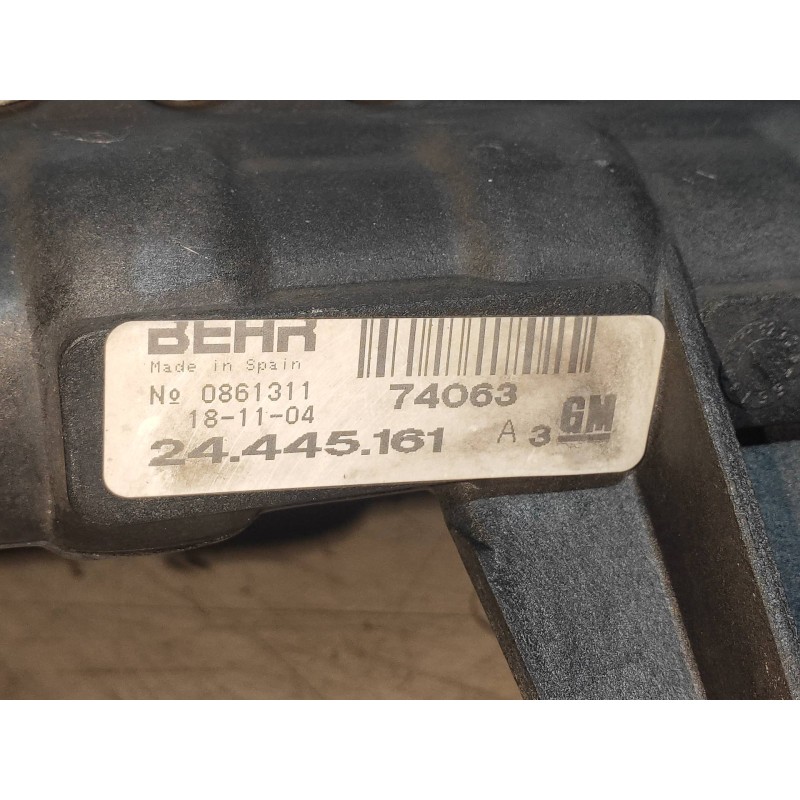 BEHR
Made in Spain
№ 0861311
74063
18-11-04
24.445.161 A 3 GM